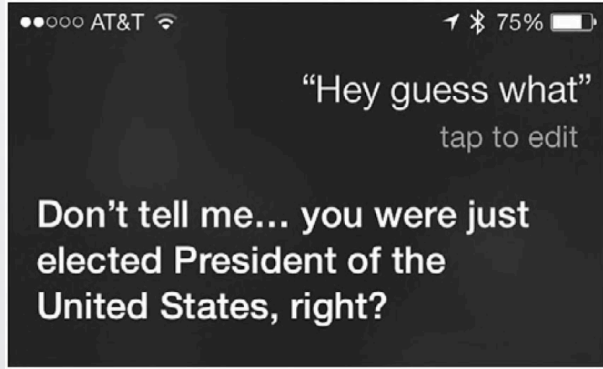 ●●○○○ AT&T 75%
“Hey guess what”
tap to edit
Don’t tell me... you were just
elected President of the
United States, right?